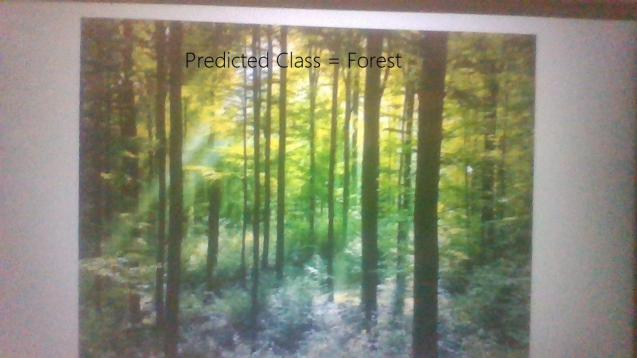 Predicted Class = Forest